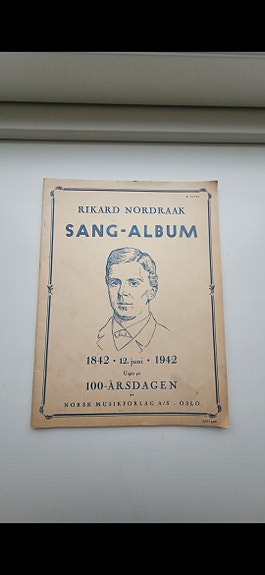 RIKARD NORDRAAK
SANG-ALBUM
1842 · 12. juni · 1942
Utgitt på
100-ÅRSDAGEN
NORSK MUSIKFORLAG A/S - OSLO